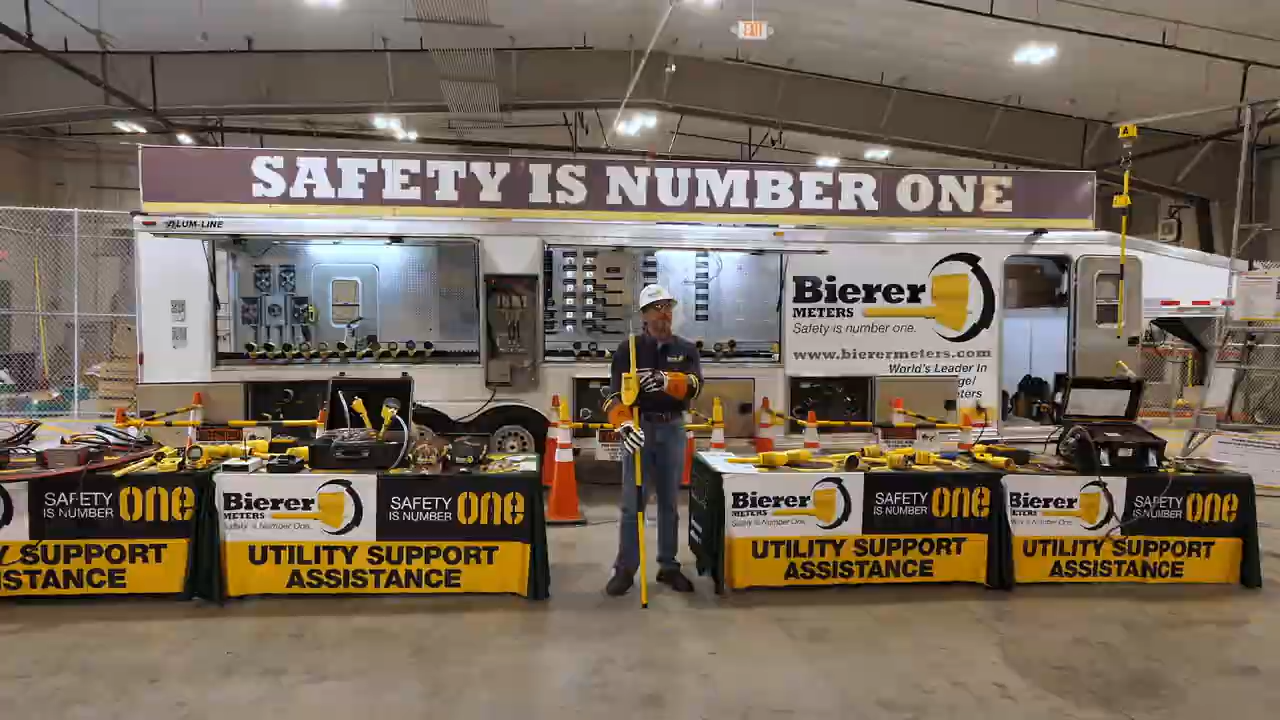 EXIT
A
SAFETY IS NUMBER ONE
ALUM-LINE
Bierer
METERS
Safety is number one.
www.bierermeters.com
World's Leader In
ge/
eters
SAFETY
IS NUMBER ONE
Y SUPPORT
ISTANCE
Bierer
METERS
Safety is Number One.
SAFETY
IS NUMBER ONE
UTILITY SUPPORT
ASSISTANCE
Bierer
METERS
Safety is Number One.
SAFETY
IS NUMBER ONE
UTILITY SUPPORT
ASSISTANCE
Bierer
METERS
Safety is Number One.
SAFETY
IS NUMBER ONE
UTILITY SUPPORT
ASSISTANCE